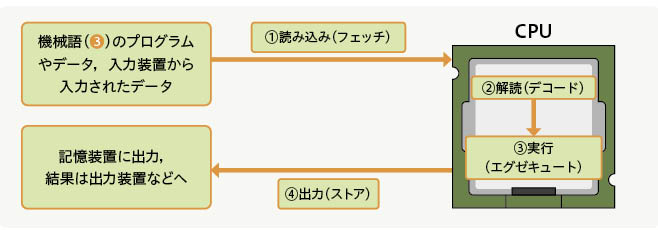 機械語(❸)のプログラム
やデータ，入力装置から
入力されたデータ
①読み込み(フェッチ)
CPU
②解読(デコード)
③実行
(エグゼキュート)
④出力(ストア)
記憶装置に出力，
結果は出力装置などへ